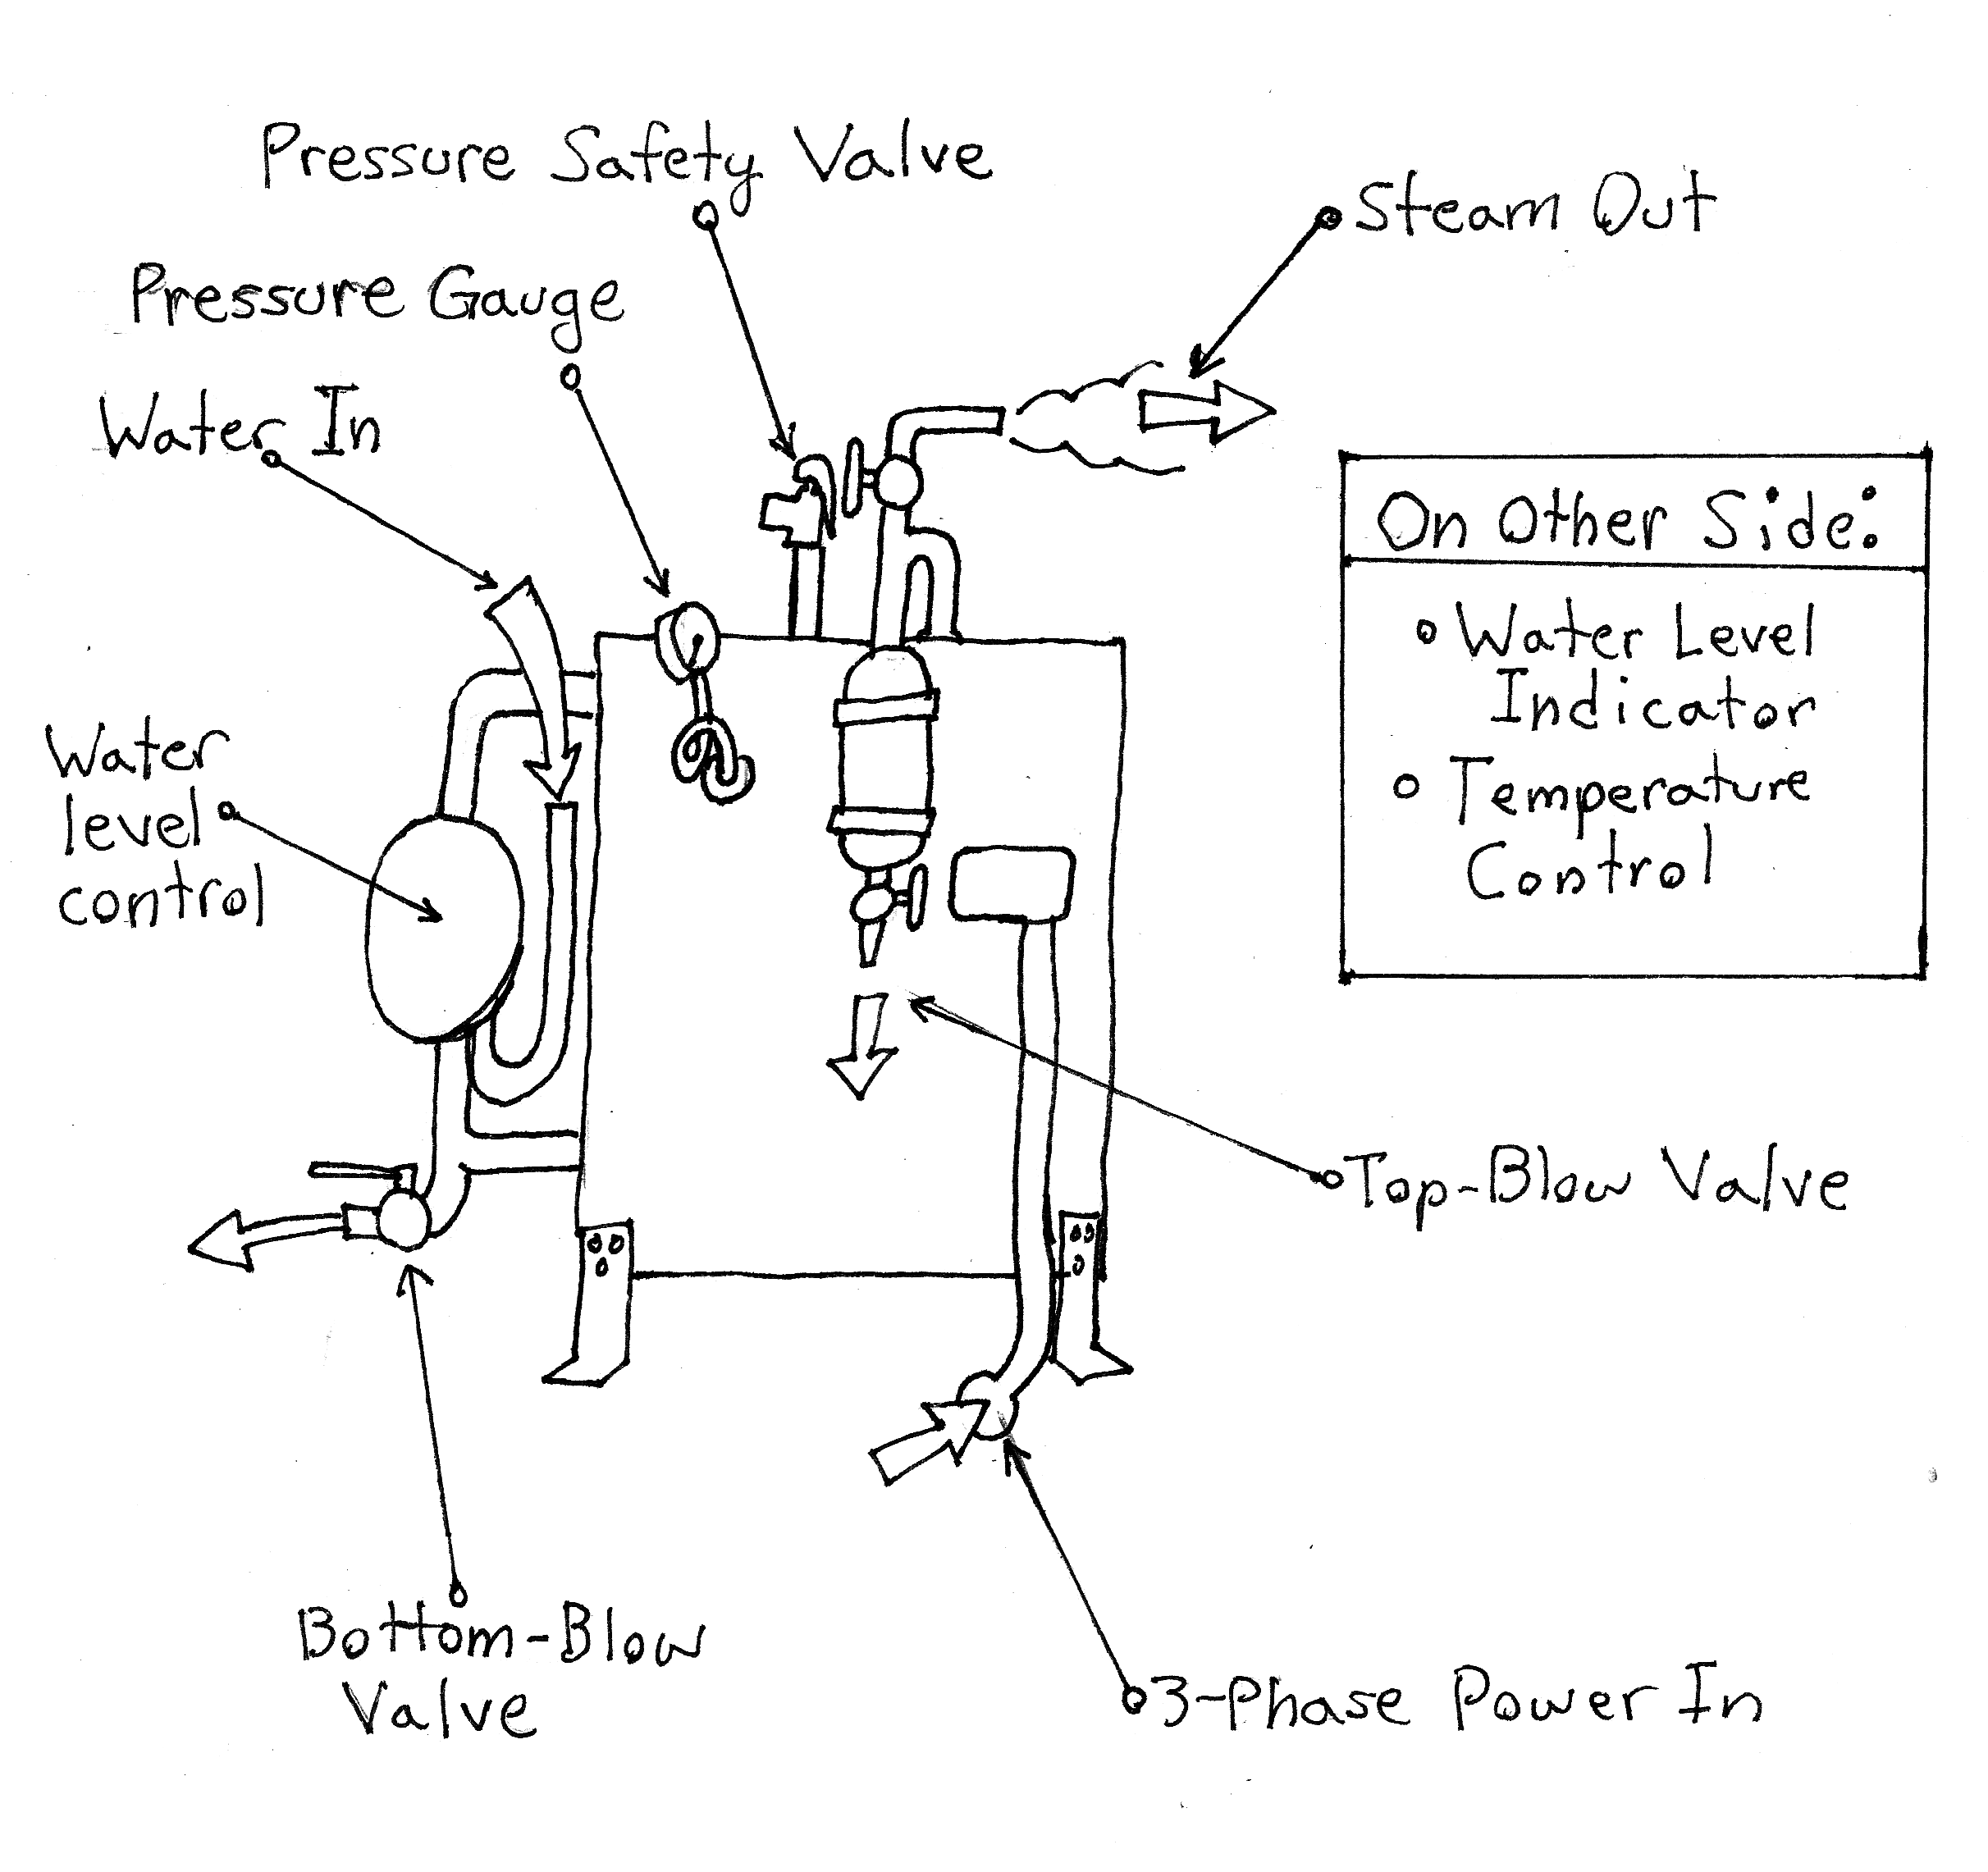 Pressure Safety Valve
Steam Out
Pressure Gauge
Water In
On Other Side:
Water Level
Indicator
Temperature
Control
Water
level
control
Top-Blow Valve
Bottom-Blow
Valve
3-Phase Power In